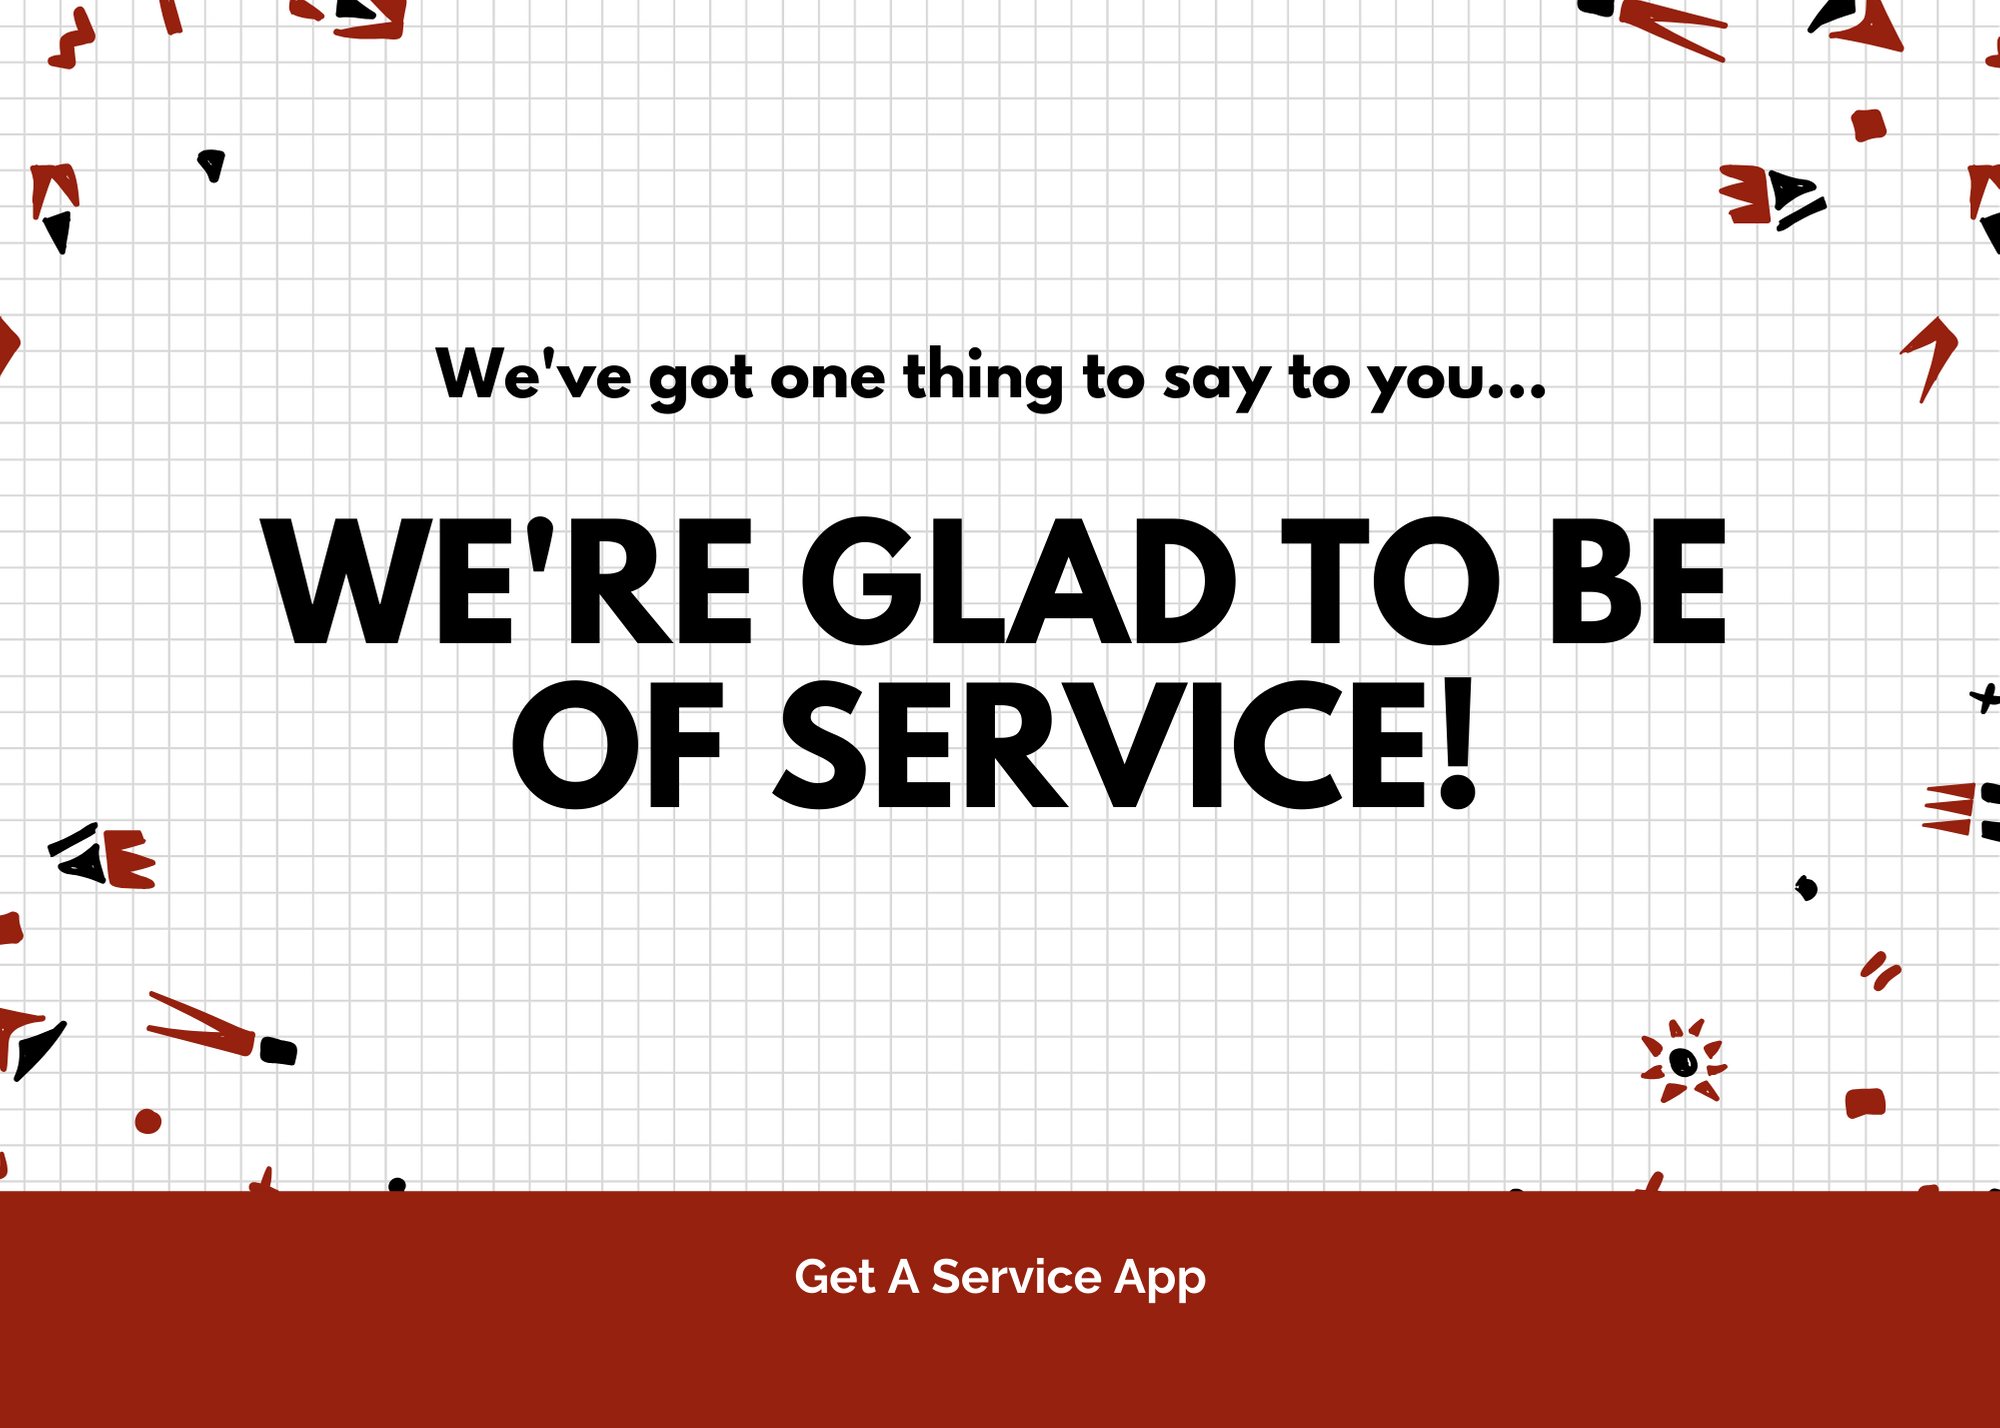 We've got one thing to say to you...
WE'RE GLAD TO BE
OF SERVICE!
Get A Service App